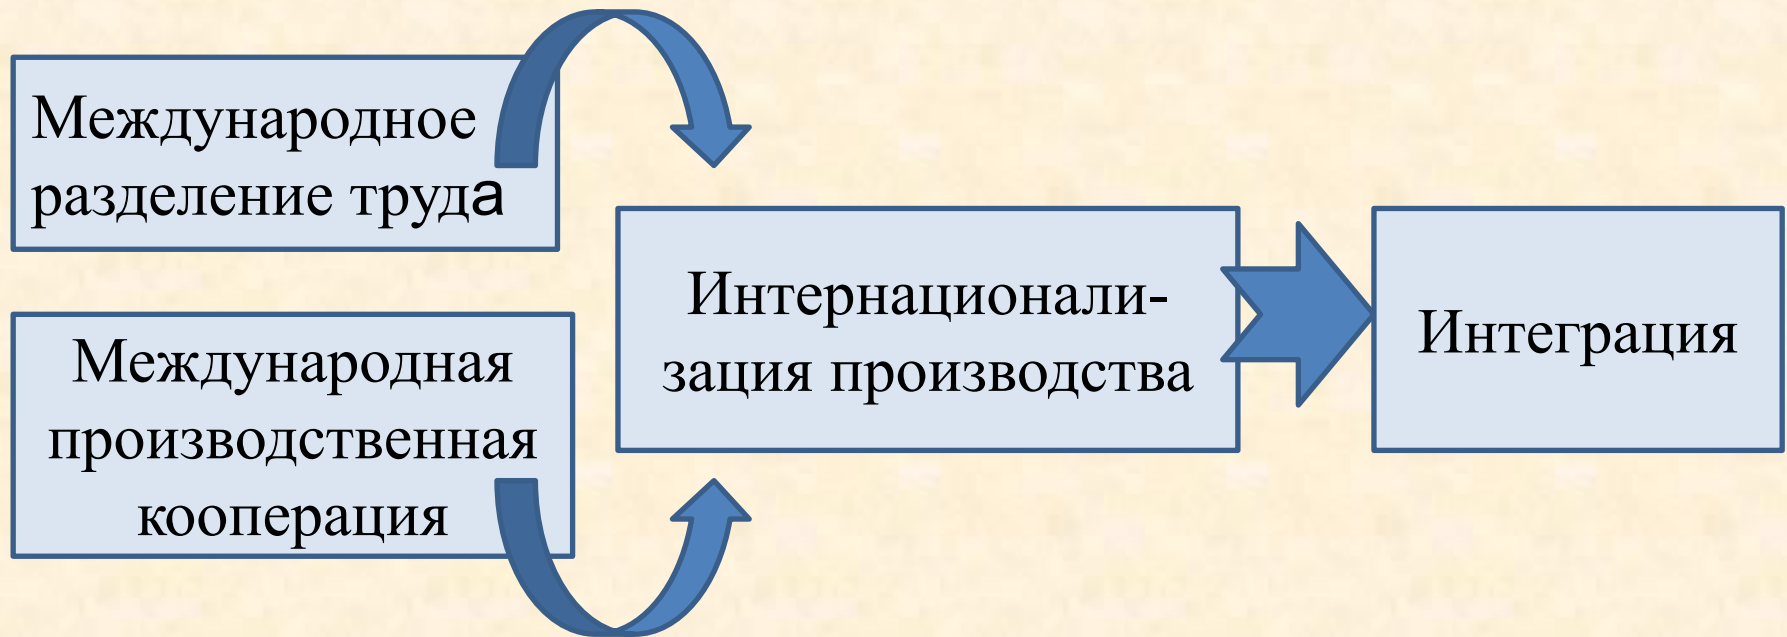 Международное
разделение труда
Международная
производственная
кооперация
Интернационали-
зация производства
Интеграция